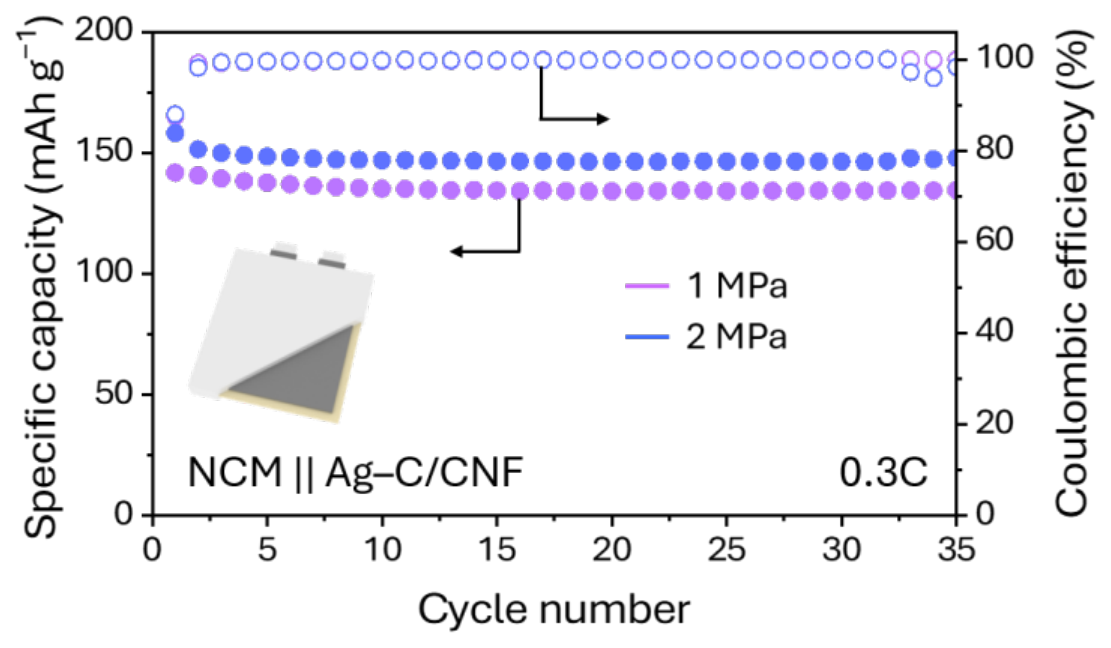 Specific capacity (mAh g⁻¹)
200
150
100
50
0
100
80
60
40
20
0
Coulombic efficiency (%)
1 MPa
2 MPa
NCM || Ag–C/CNF
0.3C
0 5 10 15 20 25 30 35
Cycle number